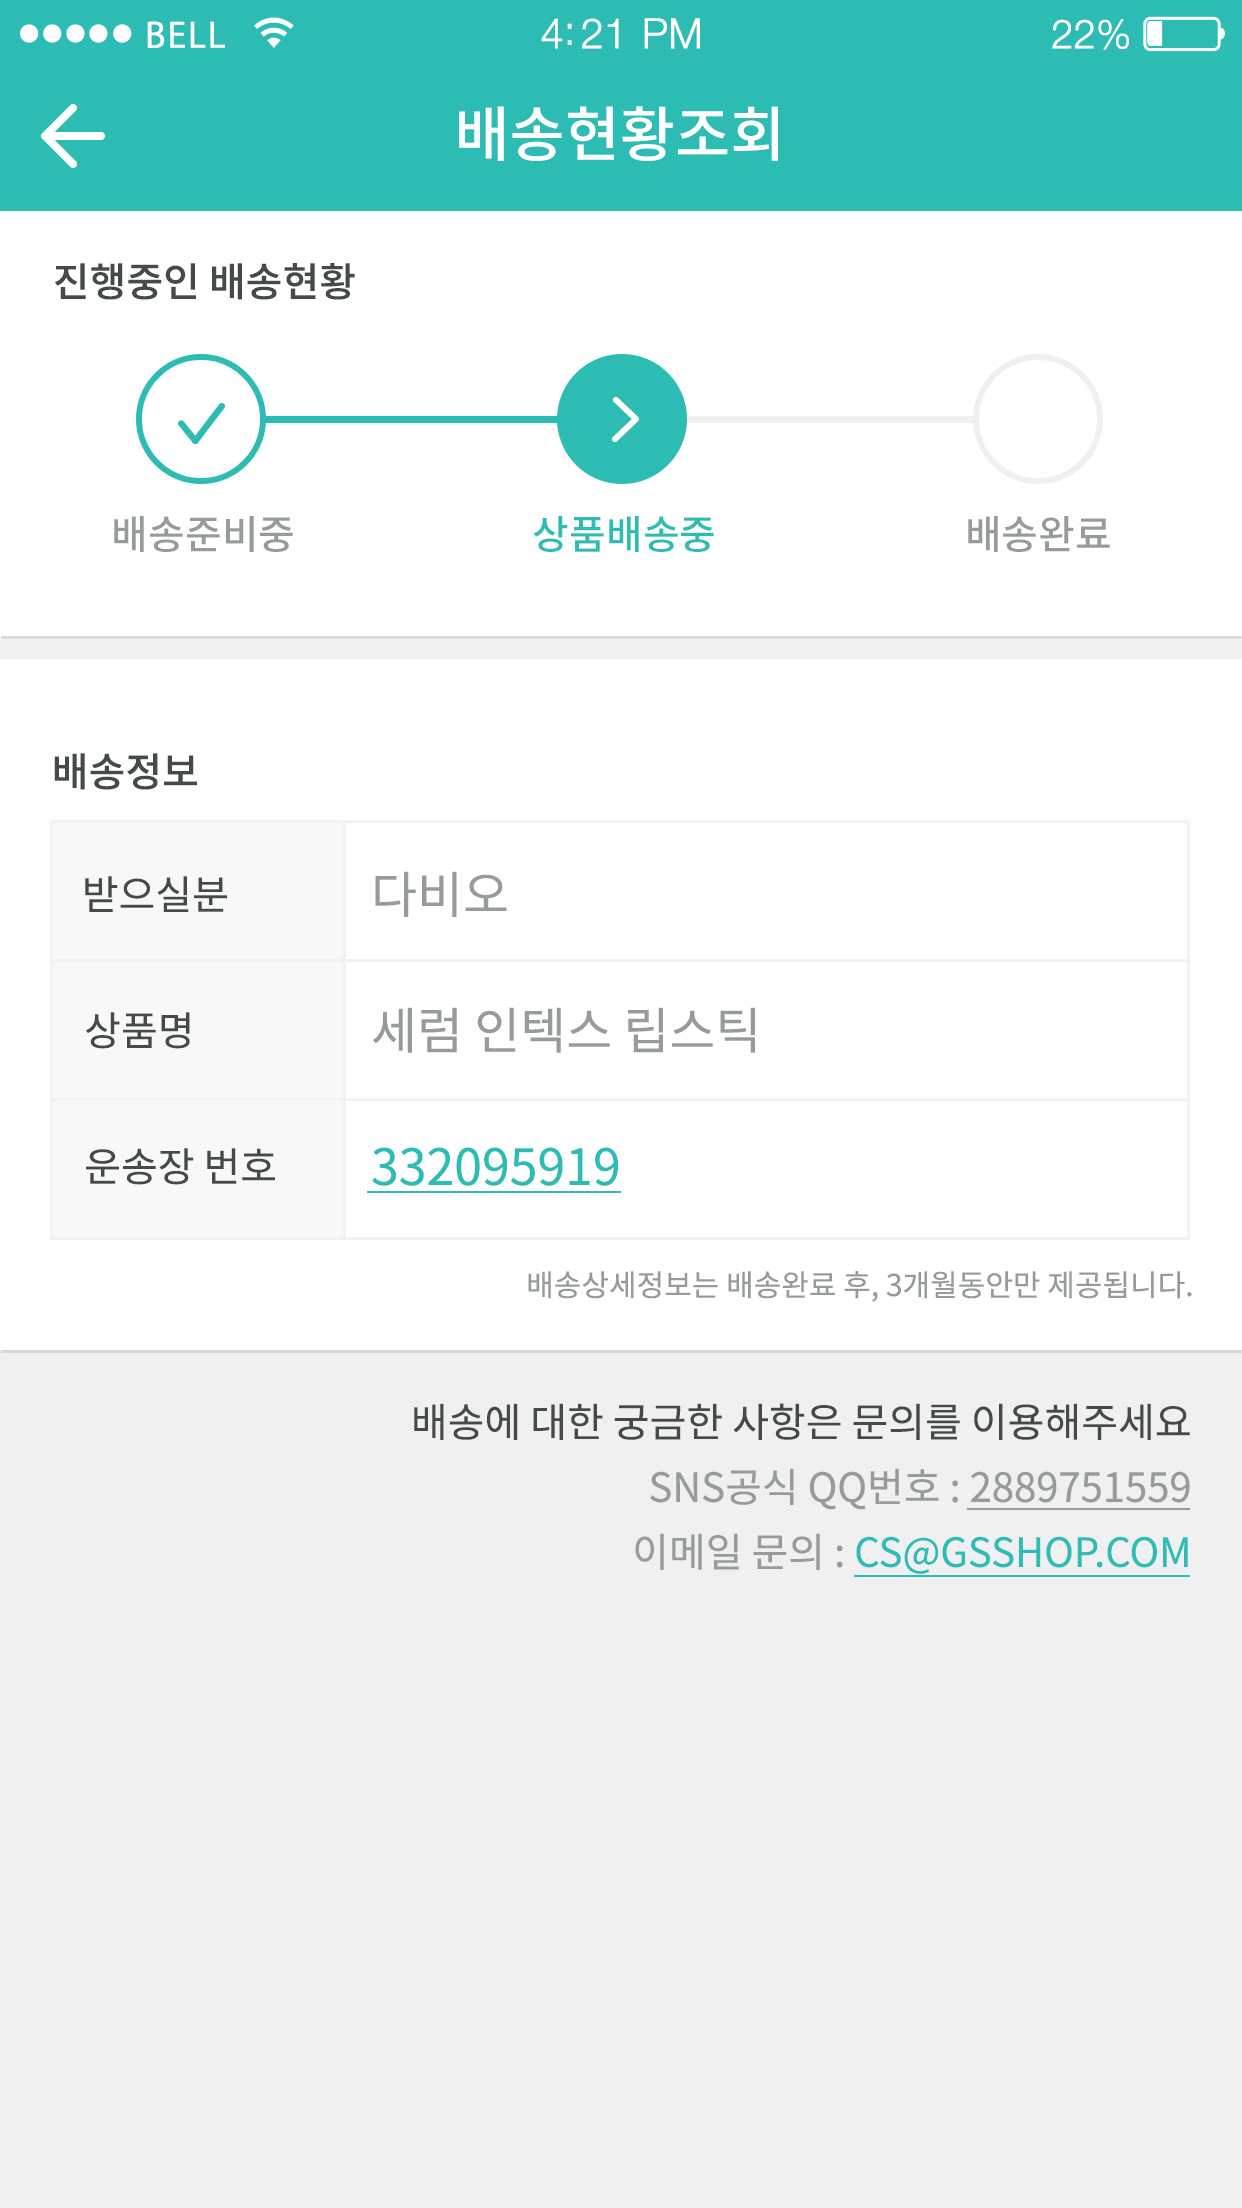 BELL 4:21 PM 22%
배송현황조회
진행중인 배송현황
배송준비중 상품배송중 배송완료
배송정보
받으실분 다비오
상품명 세럼 인텍스 립스틱
운송장 번호 332095919
배송상세정보는 배송완료 후, 3개월동안만 제공됩니다.
배송에 대한 궁금한 사항은 문의를 이용해주세요
SNS공식 QQ번호 : 2889751559
이메일 문의 : CS@GSSHOP.COM